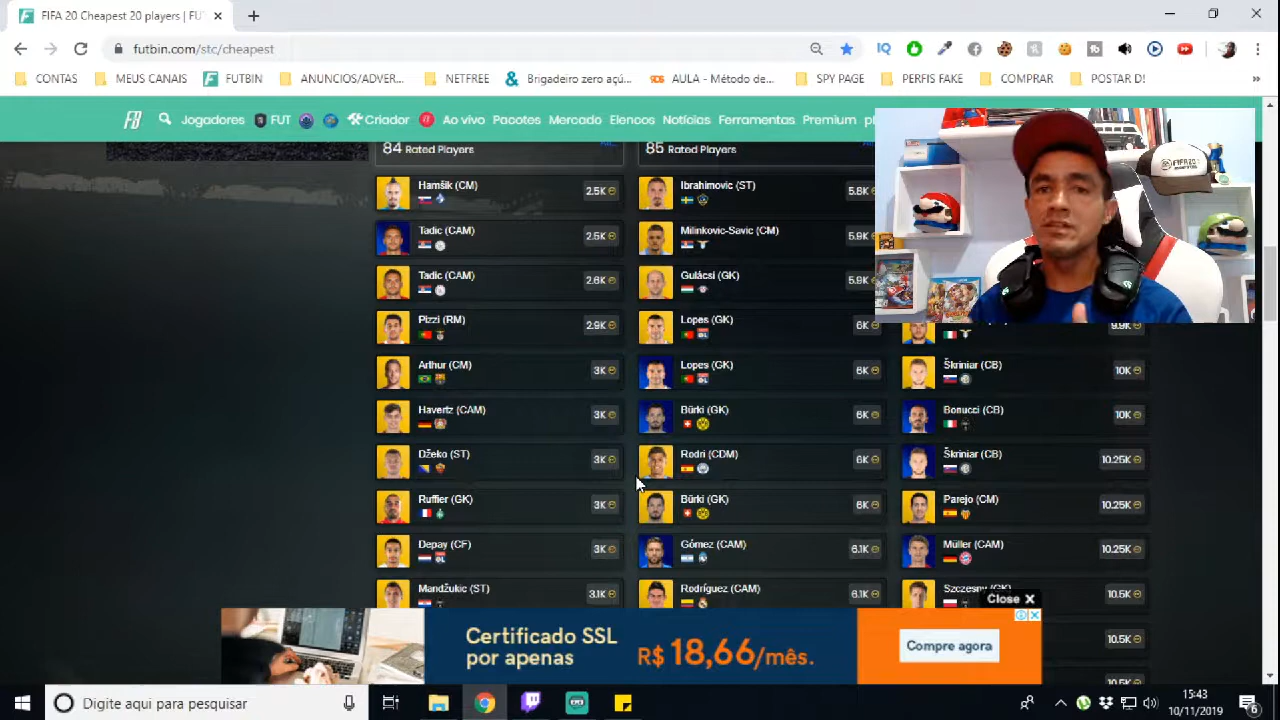 FIFA 20 Cheapest 20 players | FU
futbin.com/stc/cheapest
CONTAS MEUS CANAIS FUTBIN ANUNCIOS/ADVER... NETFREE Brigadeiro zero açú... AULA - Método de... SPY PAGE PERFIS FAKE COMPRAR POSTAR D!
Jogadores FUT Criador Ao vivo Pacotes Mercado Elencos Notícias Ferramentas Premium
84 Rated Players
Hamšík (CM) 2.5K
Tadic (CAM) 2.5K
Tadic (CAM) 2.6K
Pizzi (RM) 2.9K
Arthur (CM) 3K
Havertz (CAM) 3K
Džeko (ST) 3K
Ruffier (GK) 3K
Depay (CF) 3K
Mandžukic (ST) 3.1K
85 Rated Players
Ibrahimovic (ST) 5.8K
Milinkovic-Savic (CM) 5.9K
Gulácsi (GK) 5.9K
Lopes (GK) 6K
Lopes (GK) 6K
Bürki (GK) 6K
Rodri (CDM) 6K
Bürki (GK) 6K
Gómez (CAM) 6.1K
Rodríguez (CAM) 6.1K
9.9K
Škriniar (CB) 10K
Bonucci (CB) 10K
Škriniar (CB) 10.25K
Parejo (CM) 10.25K
Müller (CAM) 10.25K
Szczesny (GK) 10.5K
10.5K
FIFA 20
Close X
Certificado SSL
por apenas
R$ 18,66/mês.
Compre agora
Digite aqui para pesquisar
15:43
10/11/2019
6